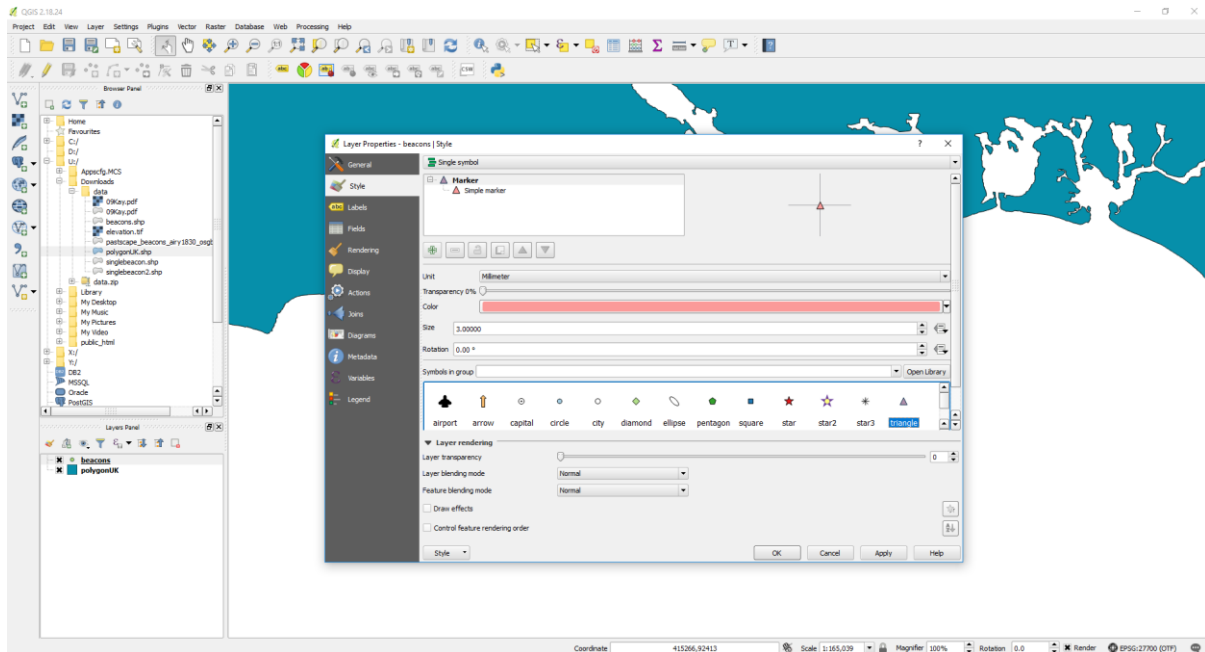 QGIS 2.18.24
Project Edit View Layer Settings Plugins Vector Raster Database Web Processing Help
Browser Panel
Home
Favourites
C:/
D:/
U:/
Appscfg.MCS
Downloads
data
09Kay.pdf
09Kay.pdf
beacons.shp
elevation.tif
pastscape_beacons_airy1830_osgb
polygonUK.shp
singlebeacon.shp
singlebeacon2.shp
data.zip
Library
My Desktop
My Music
My Pictures
My Video
public_html
X:/
Y:/
DB2
MSSQL
Oracle
PostGIS
Layers Panel
beacons
polygonUK
Layer Properties - beacons | Style
General
Style
Labels
Fields
Rendering
Display
Actions
Joins
Diagrams
Metadata
Variables
Legend
Single symbol
Marker
Simple marker
Unit Millimeter
Transparency 0%
Color
Size 3.00000
Rotation 0.00 °
Symbols in group Open Library
airport arrow capital circle city diamond ellipse pentagon square star star2 star3 triangle
Layer rendering
Layer transparency 0
Layer blending mode Normal
Feature blending mode Normal
Draw effects
Control feature rendering order
Style OK Cancel Apply Help
Coordinate 415266,92413 Scale 1:165,039 Magnifier 100% Rotation 0.0 Render EPSG:27700 (OTF)